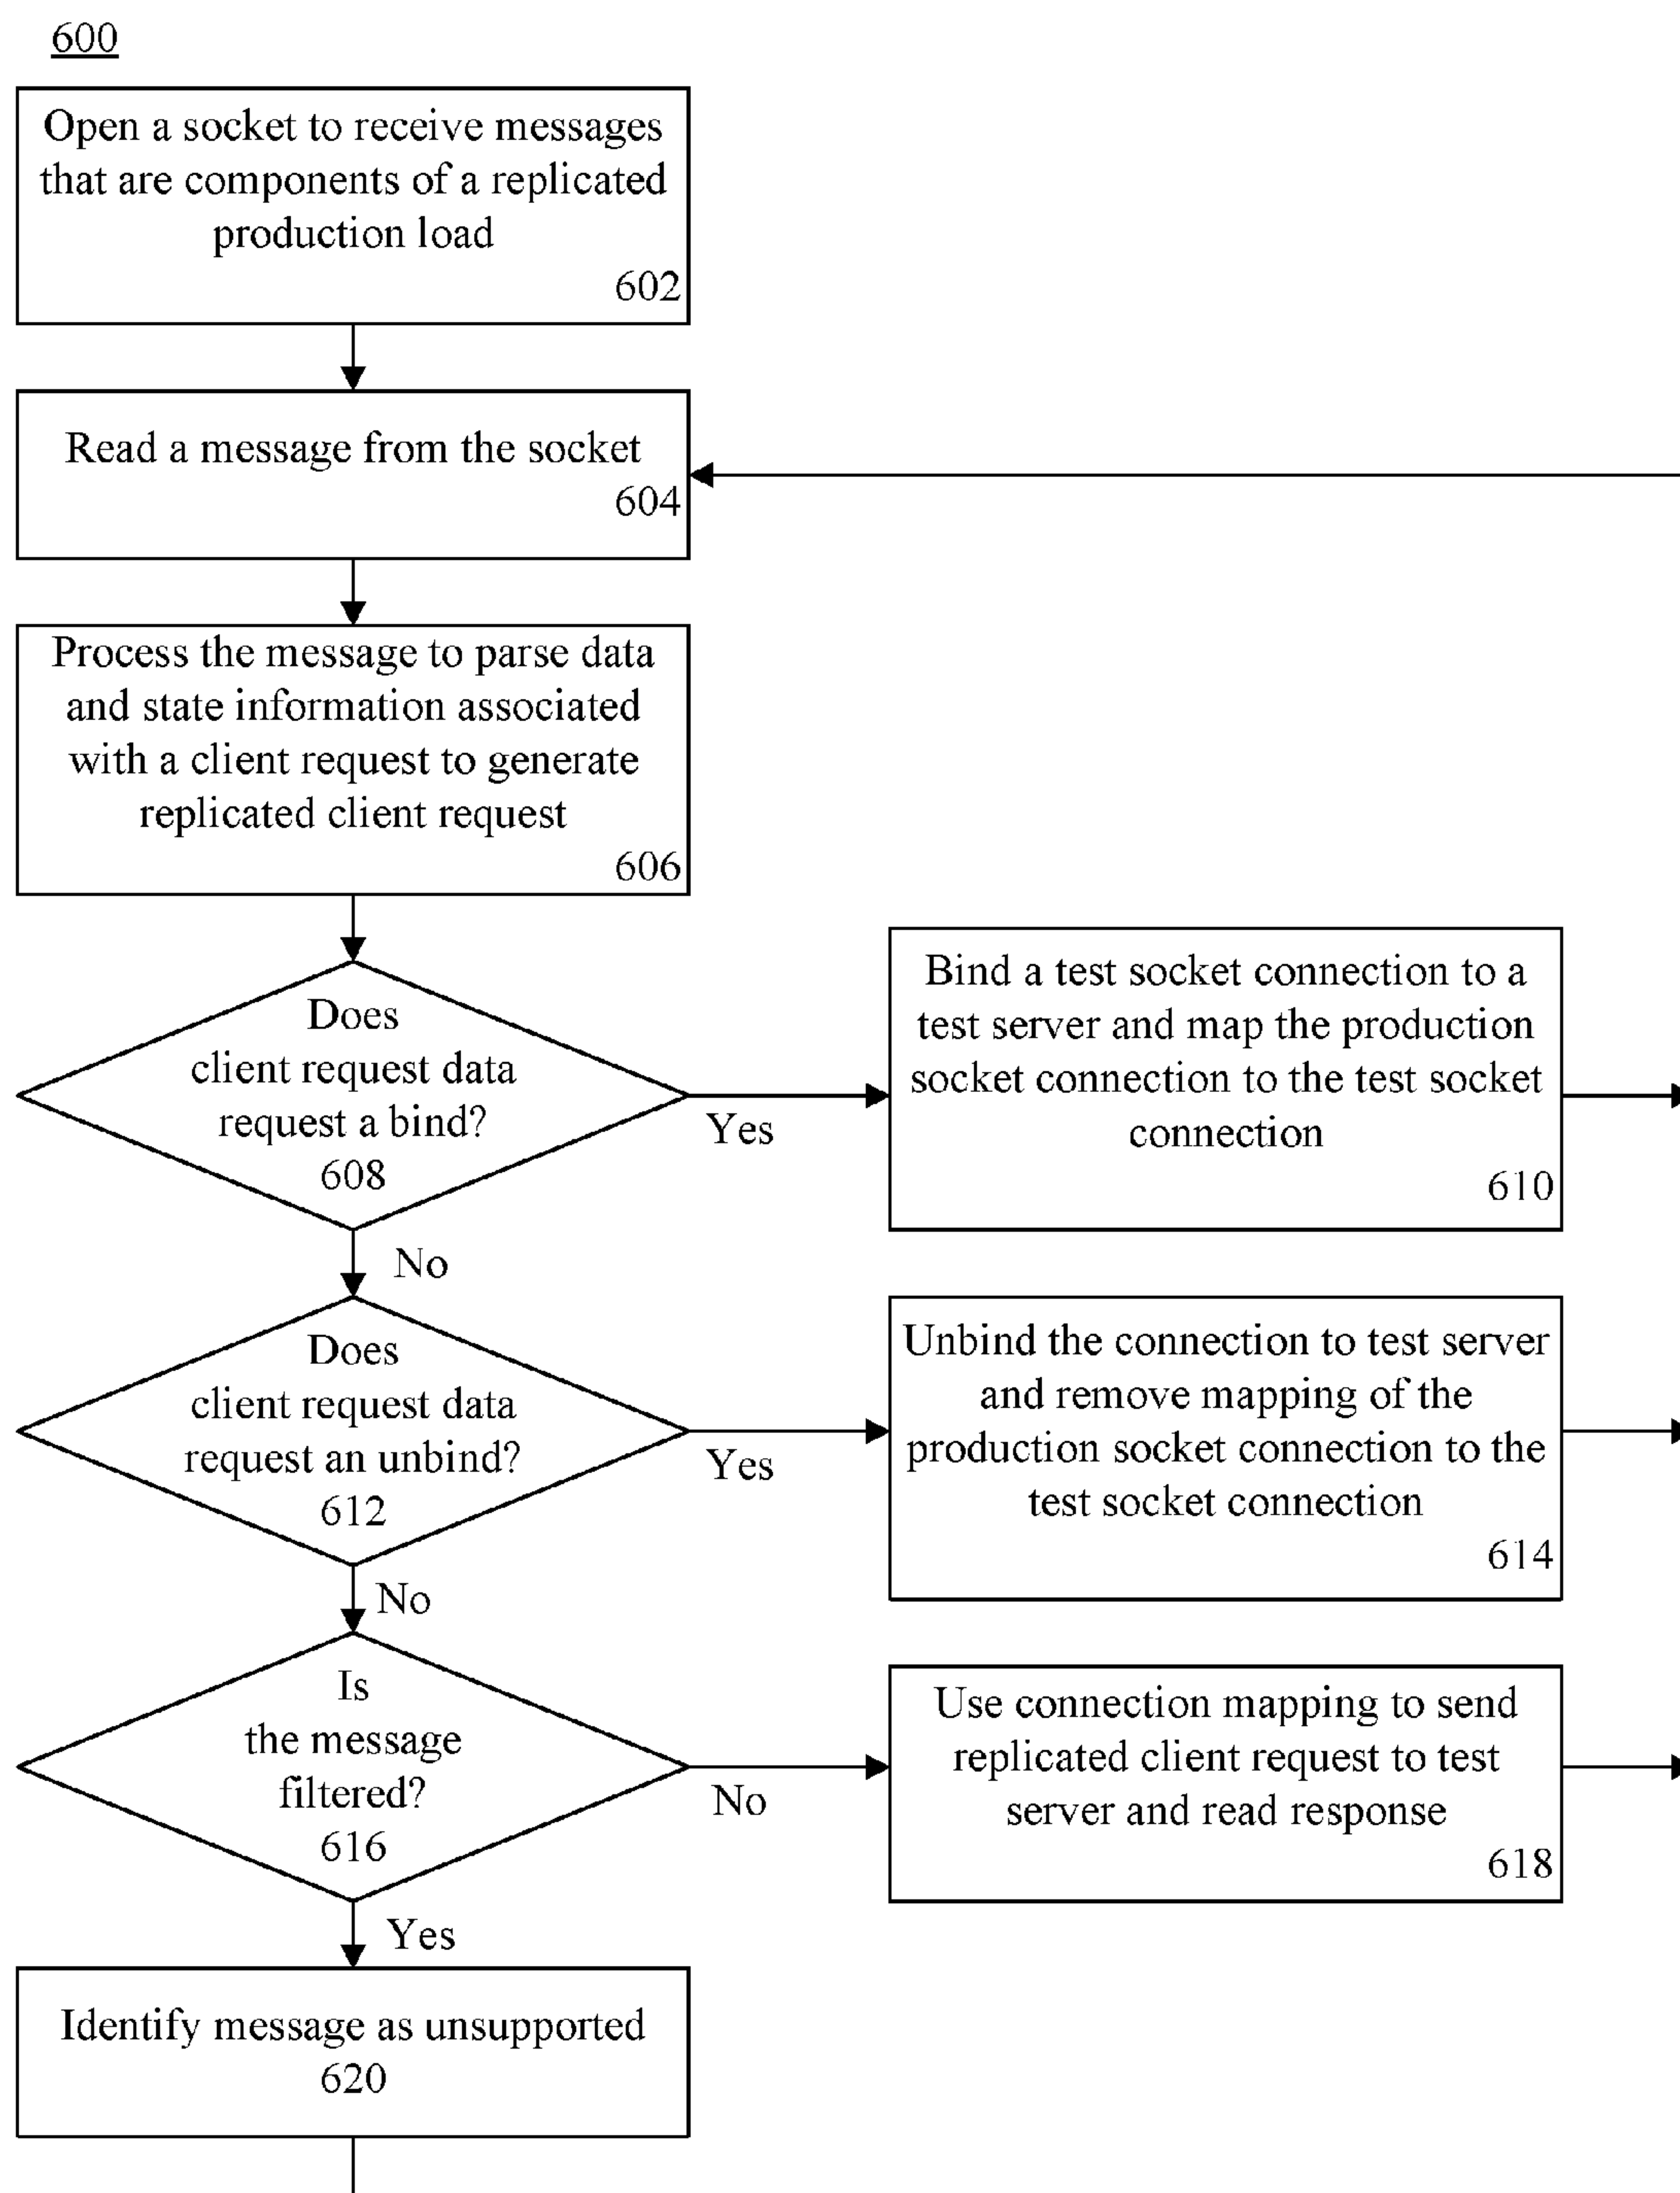 600
Open a socket to receive messages
that are components of a replicated
production load
602
Read a message from the socket
604
Process the message to parse data
and state information associated
with a client request to generate
replicated client request
606
Does
client request data
request a bind?
608
Yes
Bind a test socket connection to a
test server and map the production
socket connection to the test socket
connection
610
No
Does
client request data
request an unbind?
612
Yes
Unbind the connection to test server
and remove mapping of the
production socket connection to the
test socket connection
614
No
Is
the message
filtered?
616
No
Use connection mapping to send
replicated client request to test
server and read response
618
Yes
Identify message as unsupported
620